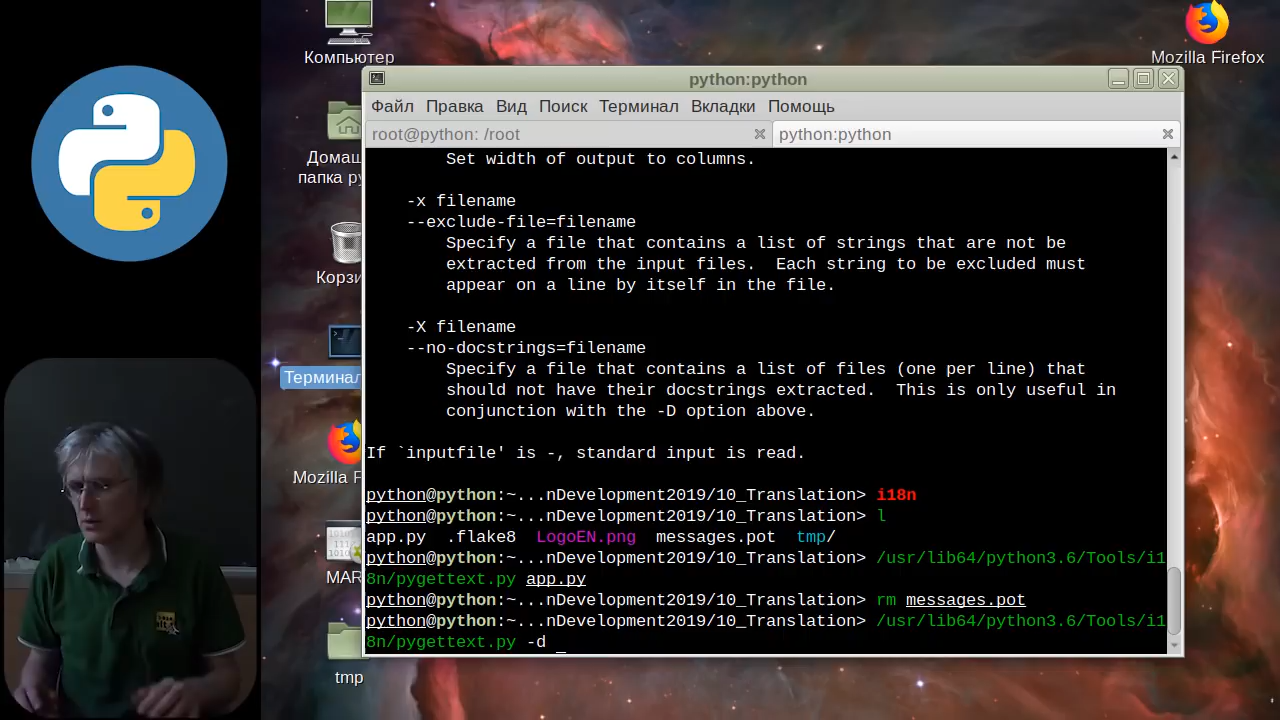 Компьютер
Mozilla Firefox
python:python
Файл Правка Вид Поиск Терминал Вкладки Помощь
root@python: /root
python:python
Set width of output to columns.
-x filename
--exclude-file=filename
Specify a file that contains a list of strings that are not be
extracted from the input files.  Each string to be excluded must
appear on a line by itself in the file.
-X filename
--no-docstrings=filename
Specify a file that contains a list of files (one per line) that
should not have their docstrings extracted.  This is only useful in
conjunction with the -D option above.
If `inputfile' is -, standard input is read.
python@python:~...nDevelopment2019/10_Translation> i18n
python@python:~...nDevelopment2019/10_Translation> l
app.py  .flake8  LogoEN.png  messages.pot  tmp/
python@python:~...nDevelopment2019/10_Translation> /usr/lib64/python3.6/Tools/i1
8n/pygettext.py app.py
python@python:~...nDevelopment2019/10_Translation> rm messages.pot
python@python:~...nDevelopment2019/10_Translation> /usr/lib64/python3.6/Tools/i1
8n/pygettext.py -d _
Домаш
папка ру
Корзи
Терминал
Mozilla F
MAR
tmp